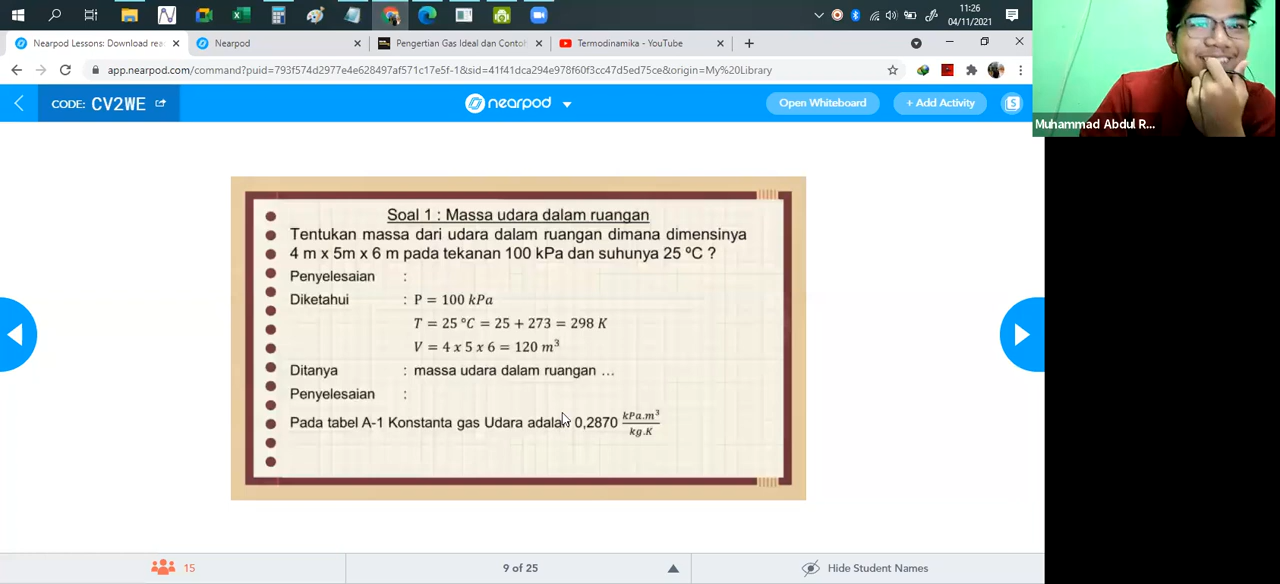 11:26
04/11/2021
Nearpod Lessons: Download rea
Nearpod
Pengertian Gas Ideal dan Contoh
Termodinamika - YouTube
app.nearpod.com/command?puid=793f574d2977e4e628497af571c17e5f-1&sid=41f41dca294e978f60f3cc47d5ed75ce&origin=My%20Library
CODE: CV2WE
nearpod
Open Whiteboard
+ Add Activity
S
Muhammad Abdul R...
Soal 1 : Massa udara dalam ruangan
Tentukan massa dari udara dalam ruangan dimana dimensinya
4 m x 5m x 6 m pada tekanan 100 kPa dan suhunya 25 ºC ?
Penyelesaian :
Diketahui : P = 100 kPa
T = 25 °C = 25 + 273 = 298 K
V = 4 x 5 x 6 = 120 m³
Ditanya : massa udara dalam ruangan ...
Penyelesaian :
Pada tabel A-1 Konstanta gas Udara adalah 0,2870 kPa.m³/kg.K
15
9 of 25
Hide Student Names